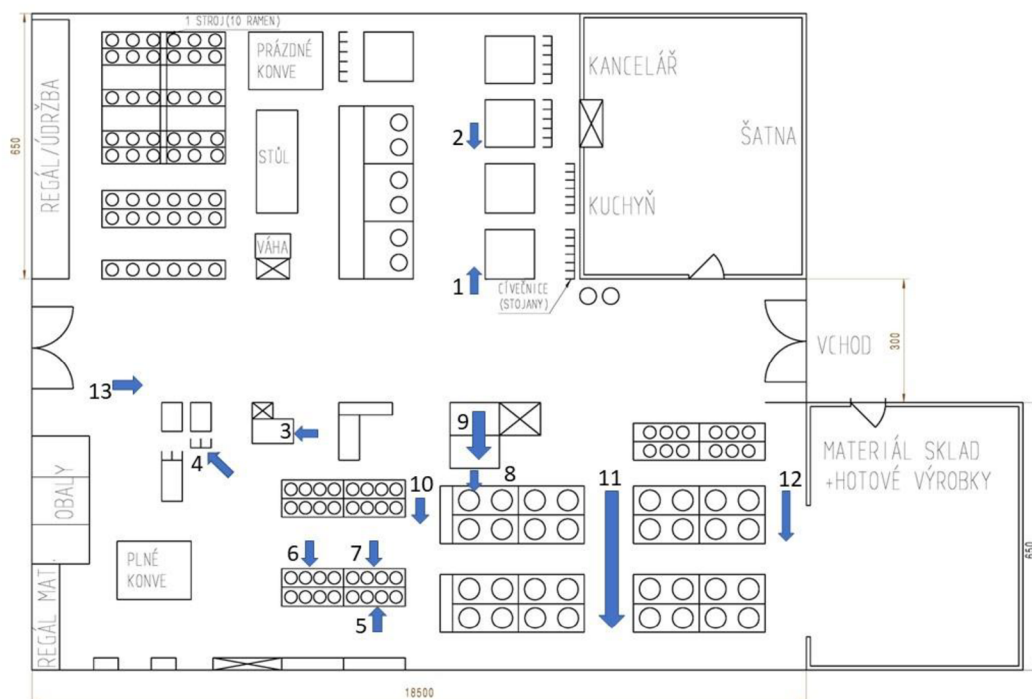 1 STROJ(10 RAMEN)
PRÁZDNÉ
KONVE
KANCELÁŘ
ŠATNA
2
650
REGÁL/ÚDRŽBA
STŮL
KUCHYŇ
VÁHA
1
CÍVEČNICE
(STOJANY)
VCHOD
300
13
3
9
4
MATERIÁL SKLAD
+HOTOVÉ VÝROBKY
OBALY
10
8
11
12
6
7
PLNÉ
KONVE
5
REGÁL MAT.
650
18500